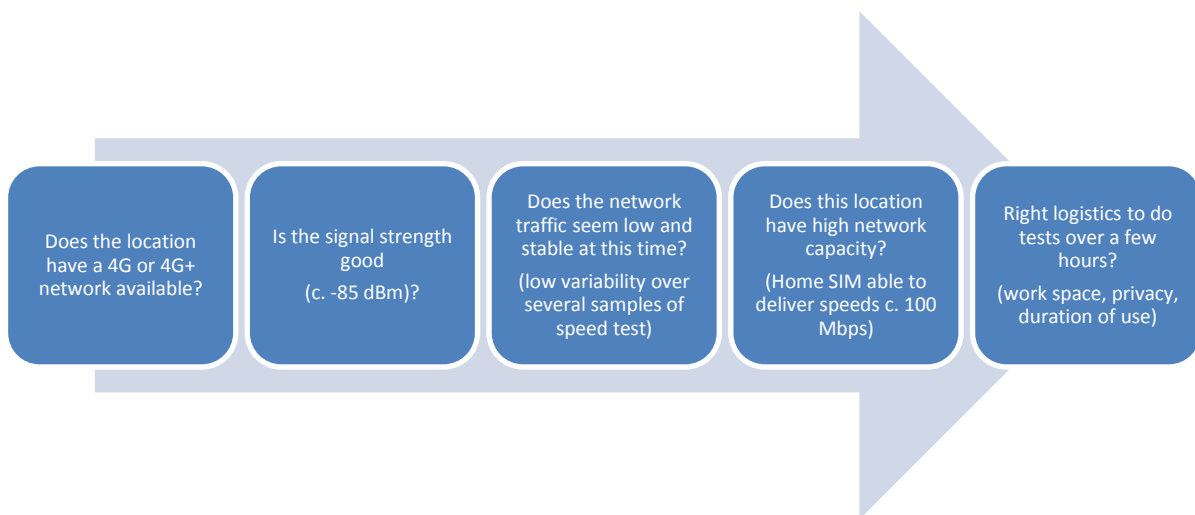 Does the location
have a 4G or 4G+
network available?
Is the signal strength
good
(c. -85 dBm)?
Does the network
traffic seem low and
stable at this time?
(low variability over
several samples of
speed test)
Does this location
have high network
capacity?
(Home SIM able to
deliver speeds c. 100
Mbps)
Right logistics to do
tests over a few
hours?
(work space, privacy,
duration of use)